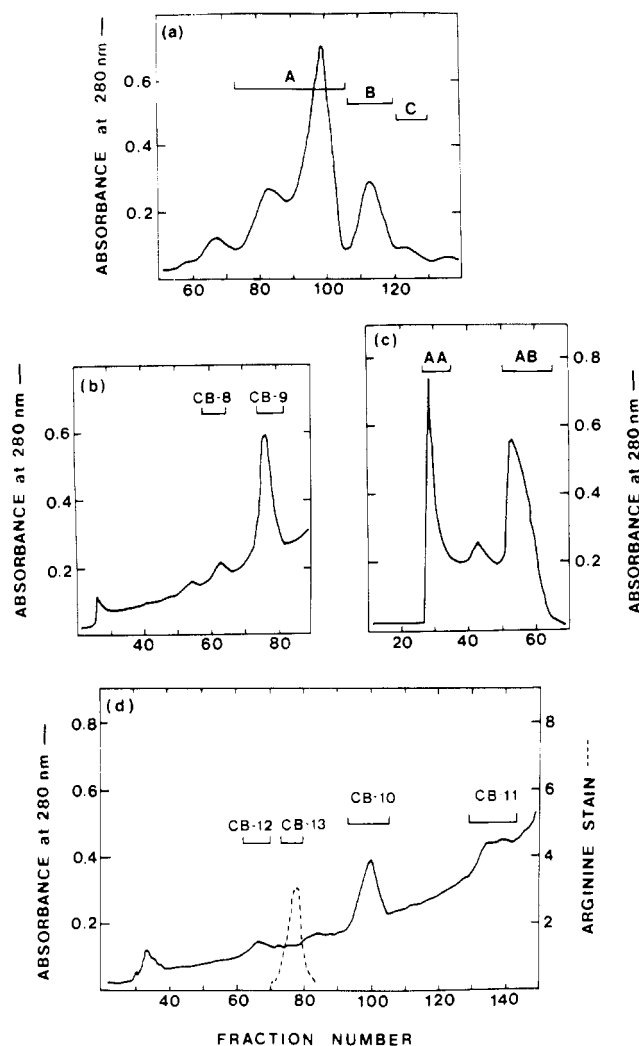 (a)
ABSORBANCE at 280 nm —
0.6
0.4
0.2
A
B
C
60 80 100 120
(b)
ABSORBANCE at 280 nm —
0.6
0.4
0.2
CB-8
CB-9
40 60 80
(c)
AA
AB
0.8
0.6
0.4
0.2
ABSORBANCE at 280 nm —
20 40 60
(d)
ABSORBANCE at 280 nm —
0.8
0.6
0.4
0.2
CB-12
CB-13
CB-10
CB-11
8
6
4
2
ARGININE STAIN ----
40 60 80 100 120 140
FRACTION NUMBER